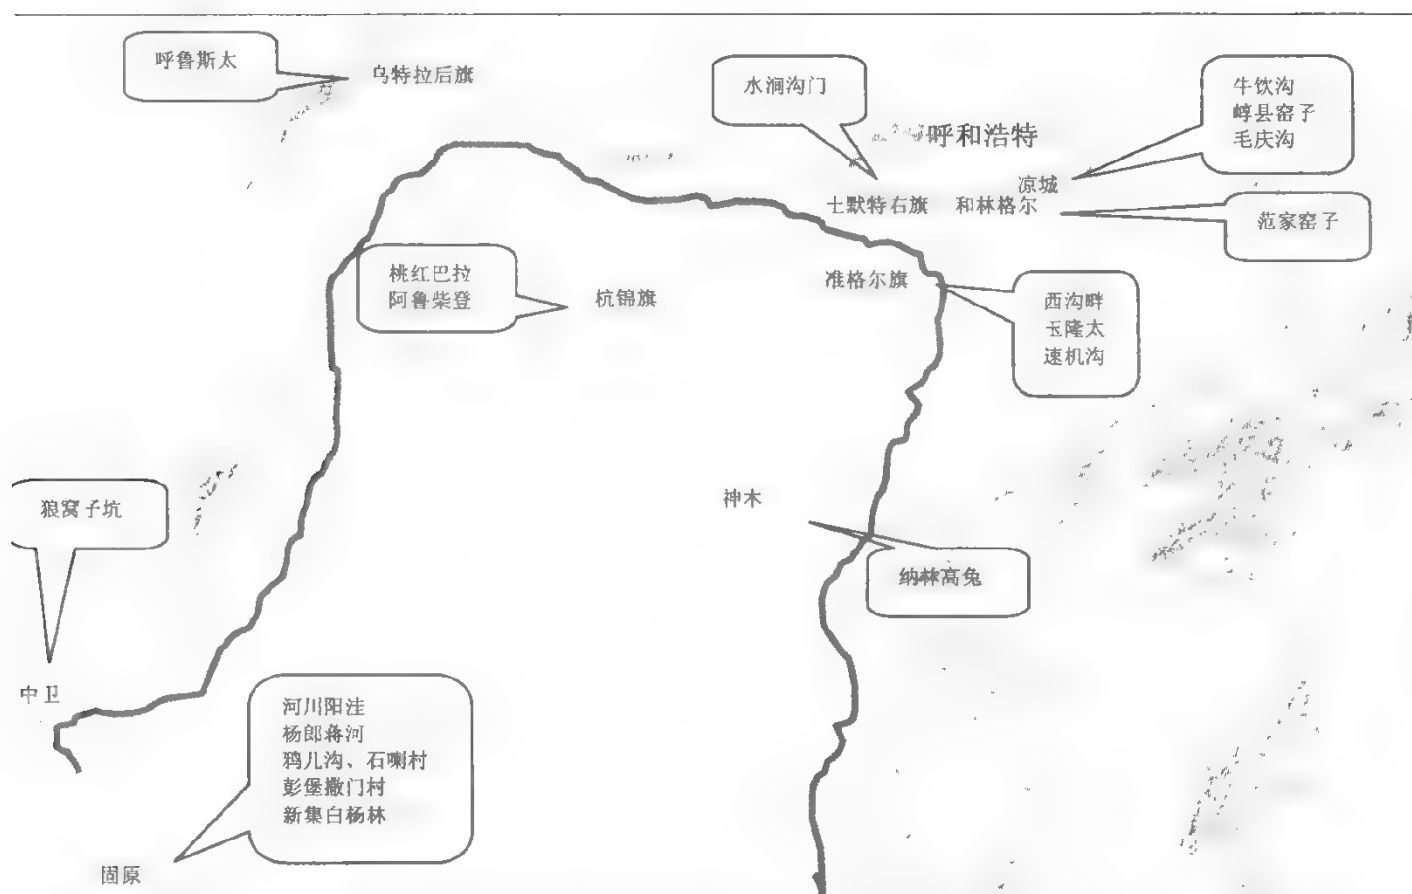 呼鲁斯太
乌特拉后旗
水涧沟门
呼和浩特
牛饮沟
崞县窑子
毛庆沟
凉城
士默特右旗
和林格尔
范家窑子
桃红巴拉
阿鲁柴登
杭锦旗
准格尔旗
西沟畔
玉隆太
速机沟
狼窝子坑
神木
纳林高兔
中卫
河川阳洼
杨郎蒋河
鸦儿沟、石喇村
彭堡撒门村
新集白杨林
固原